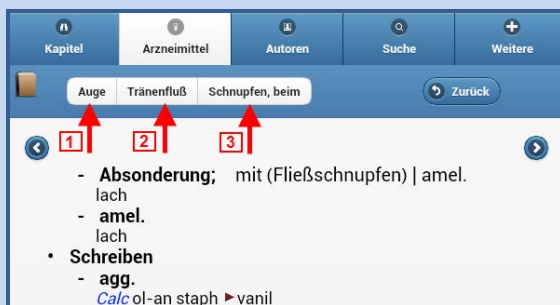 Kapitel Arzneimittel Autoren Suche Weitere
Auge Tränenfluß Schnupfen, beim Zurück
1 2 3
- Absonderung; mit (Fließschnupfen) | amel.
lach
- amel.
lach
• Schreiben
- agg.
Calc ol-an staph ►vanil